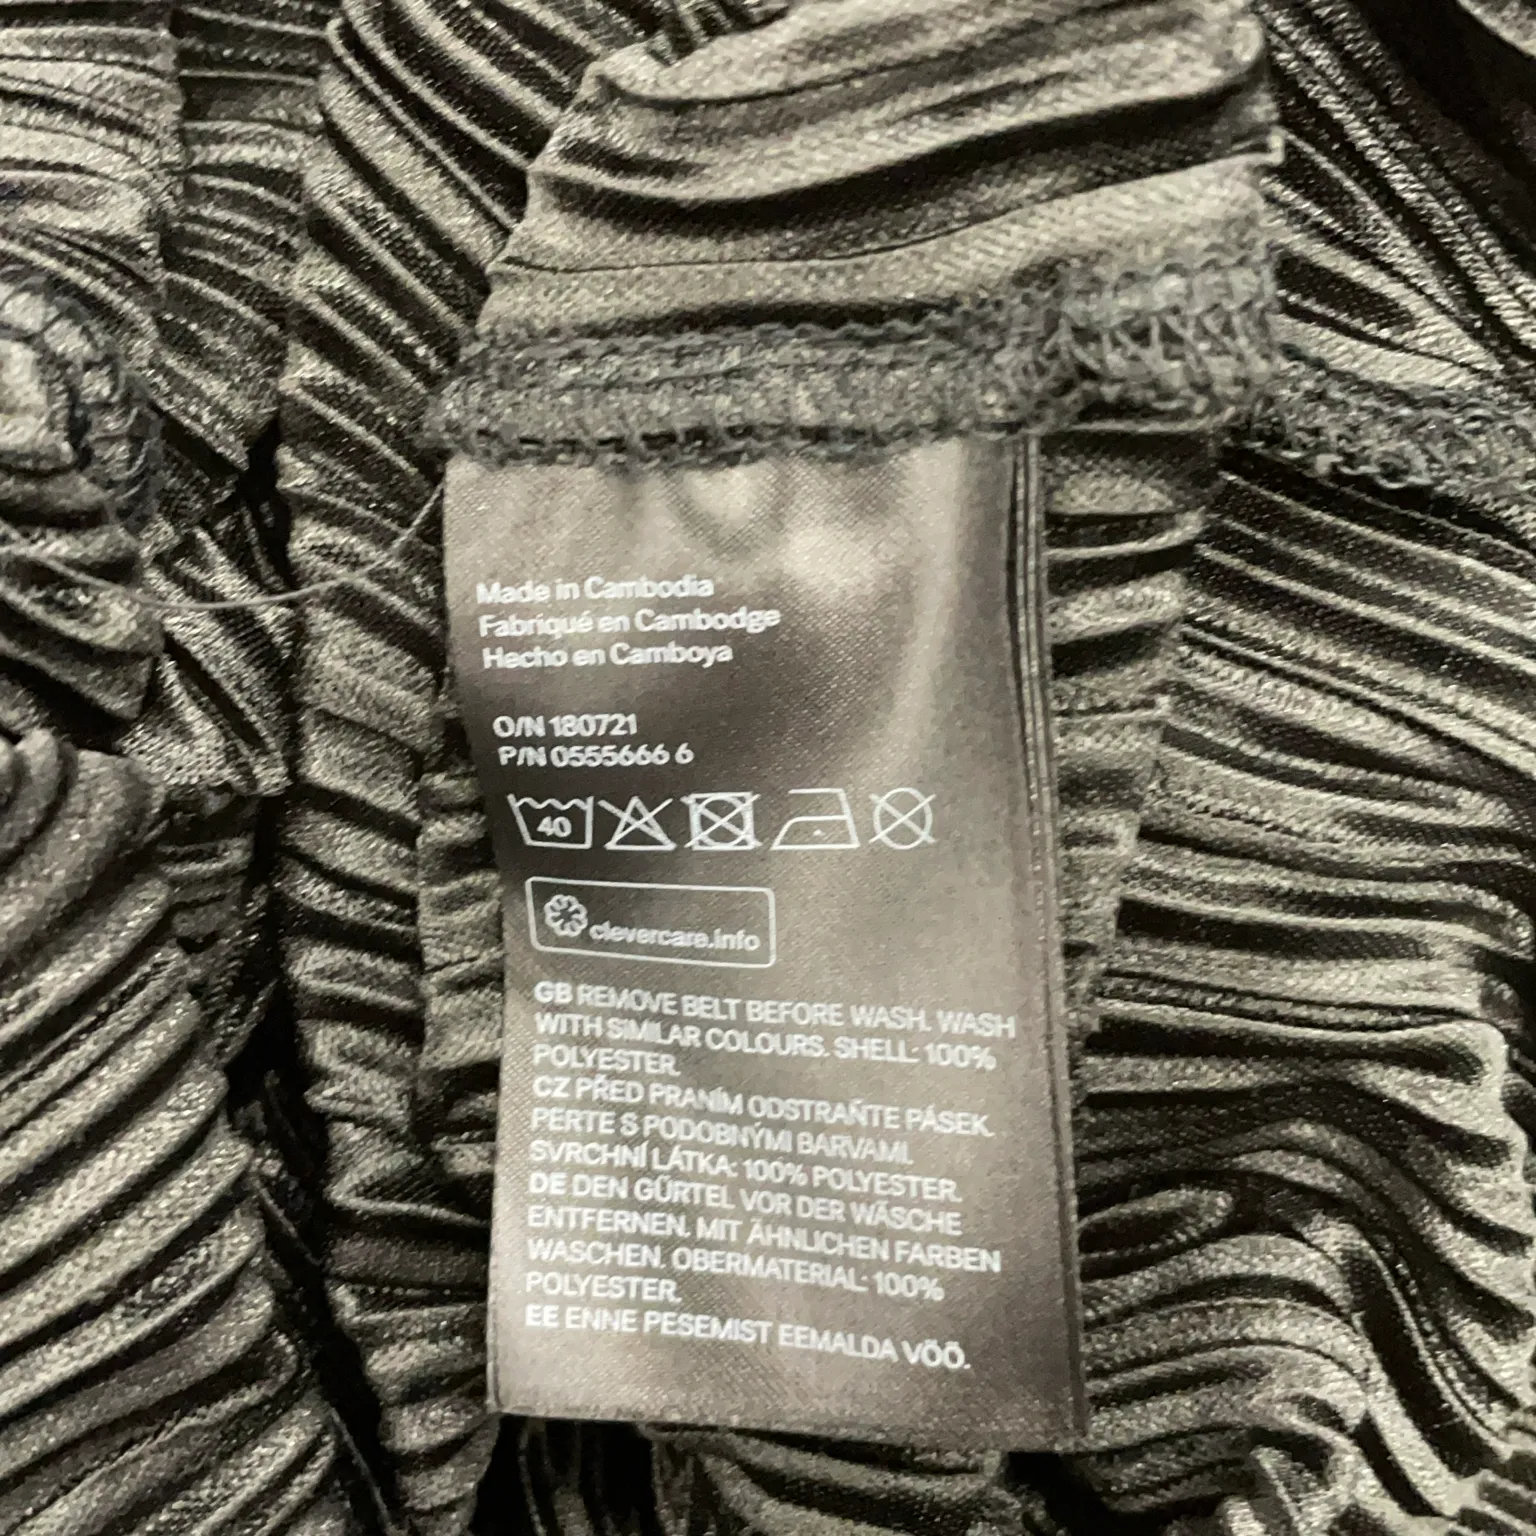 Made in Cambodia
Fabriqué en Cambodge
Hecho en Camboya
O/N 180721
P/N 0555666 6
40
clevercare.info
GB REMOVE BELT BEFORE WASH. WASH
WITH SIMILAR COLOURS. SHELL: 100%
POLYESTER.
CZ PŘED PRANÍM ODSTRAŇTE PÁSEK.
PERTE S PODOBNÝMI BARVAMI.
SVRCHNÍ LÁTKA: 100% POLYESTER.
DE DEN GÜRTEL VOR DER WÄSCHE
ENTFERNEN. MIT ÄHNLICHEN FARBEN
WASCHEN. OBERMATERIAL: 100%
POLYESTER.
EE ENNE PESEMIST EEMALDA VÖÖ.